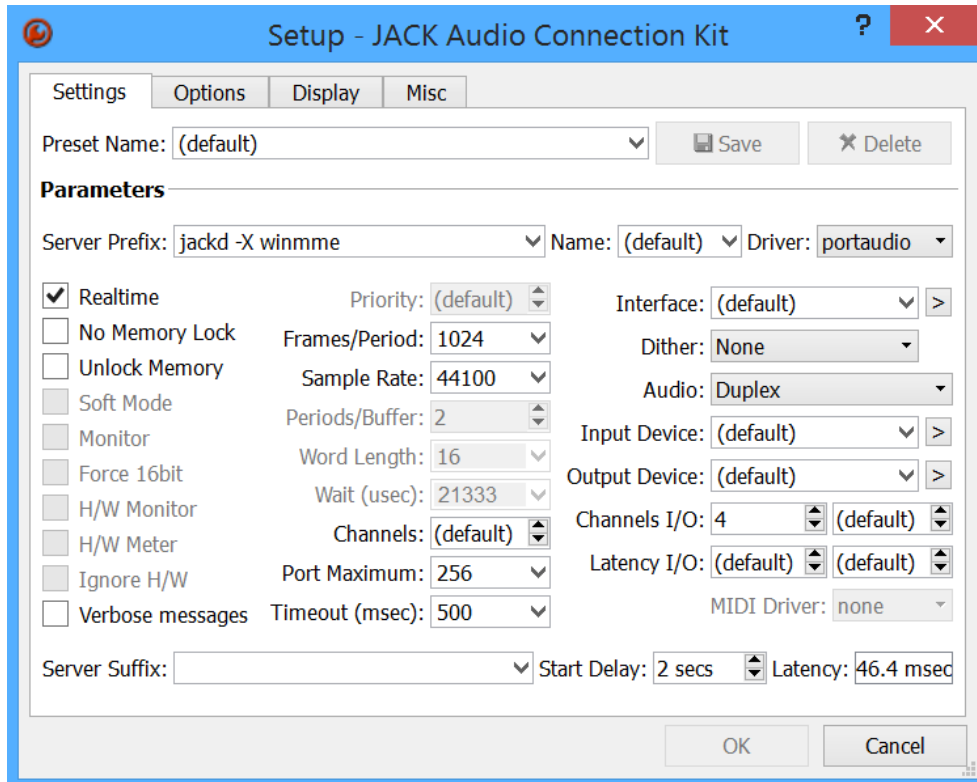 Setup - JACK Audio Connection Kit ?
Settings Options Display Misc
Preset Name: (default) Save Delete
Parameters
Server Prefix: jackd -X winmme Name: (default) Driver: portaudio
Realtime Priority: (default) Interface: (default) >
No Memory Lock Frames/Period: 1024 Dither: None
Unlock Memory Sample Rate: 44100 Audio: Duplex
Soft Mode Periods/Buffer: 2 Input Device: (default) >
Monitor Word Length: 16 Output Device: (default) >
Force 16bit Wait (usec): 21333 Channels I/O: 4 (default)
H/W Monitor Channels: (default) Latency I/O: (default) (default)
H/W Meter Port Maximum: 256 MIDI Driver: none
Ignore H/W Timeout (msec): 500
Verbose messages
Server Suffix: Start Delay: 2 secs Latency: 46.4 msec
OK Cancel